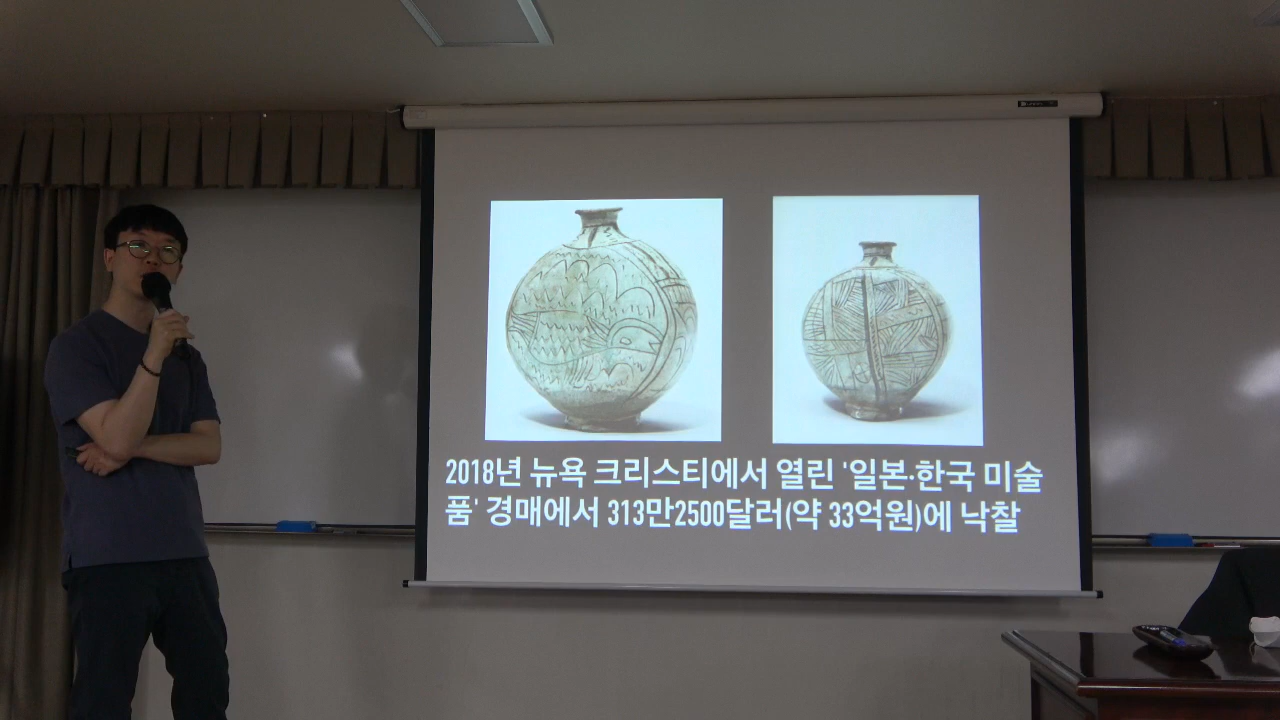 2018년 뉴욕 크리스티에서 열린 '일본·한국 미술
품' 경매에서 313만2500달러(약 33억원)에 낙찰